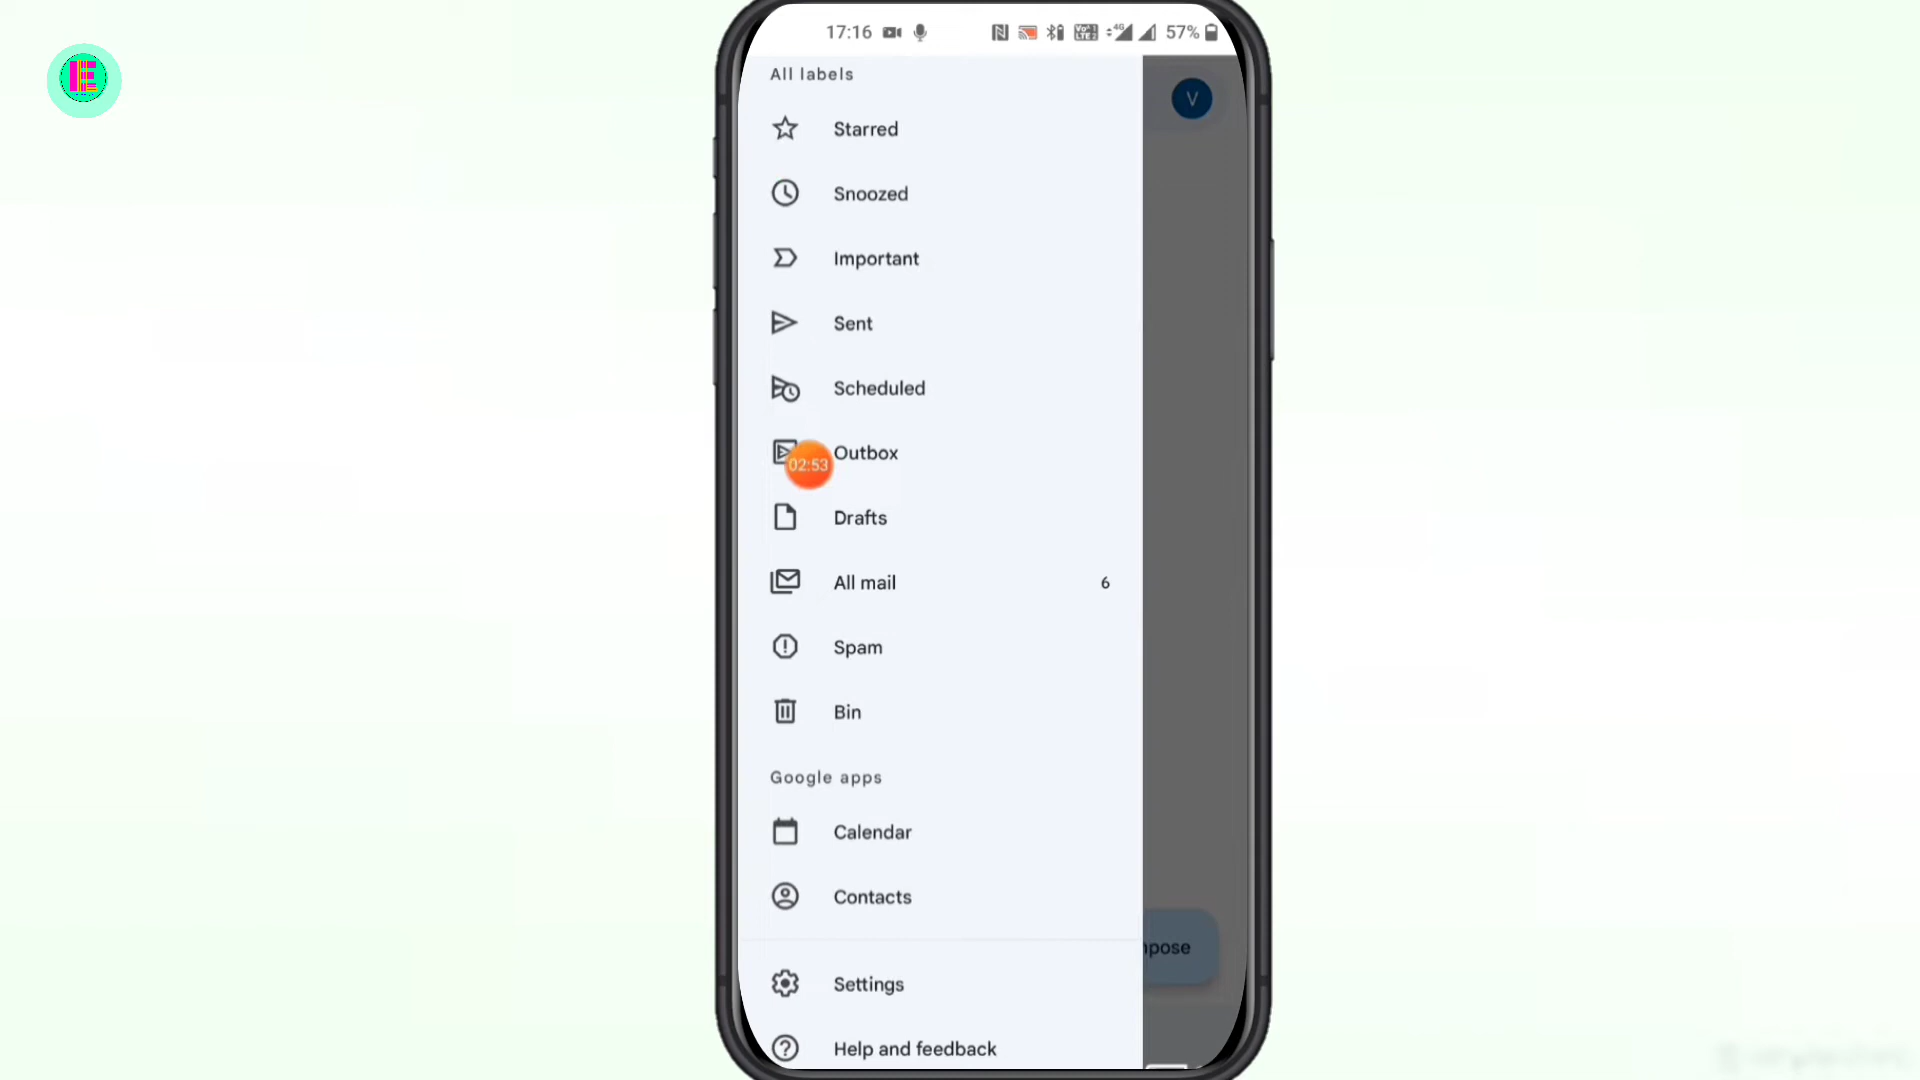 E
17:16
57%
All labels
V
Starred
Snoozed
Important
Sent
Scheduled
Outbox
02:53
Drafts
All mail 6
Spam
Bin
Google apps
Calendar
Contacts
pose
Settings
Help and feedback